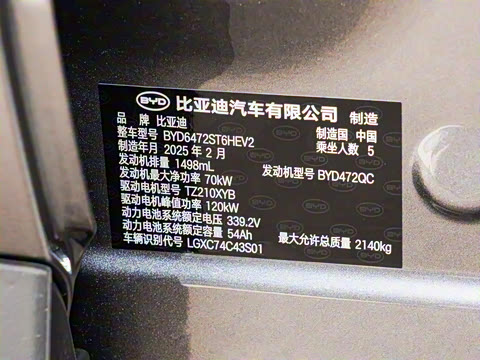 BYD 比亚迪汽车有限公司 制造
品 牌 比亚迪 制造国 中国
整车型号 BYD6472ST6HEV2 乘坐人数 5
制造年月 2025 年 2 月
发动机排量 1498mL 发动机型号 BYD472QC
发动机最大净功率 70kW
驱动电机型号 TZ210XYB
驱动电机峰值功率 120kW
动力电池系统额定电压 339.2V
动力电池系统额定容量 54Ah 最大允许总质量 2140kg
车辆识别代号 LGXC74C43S01